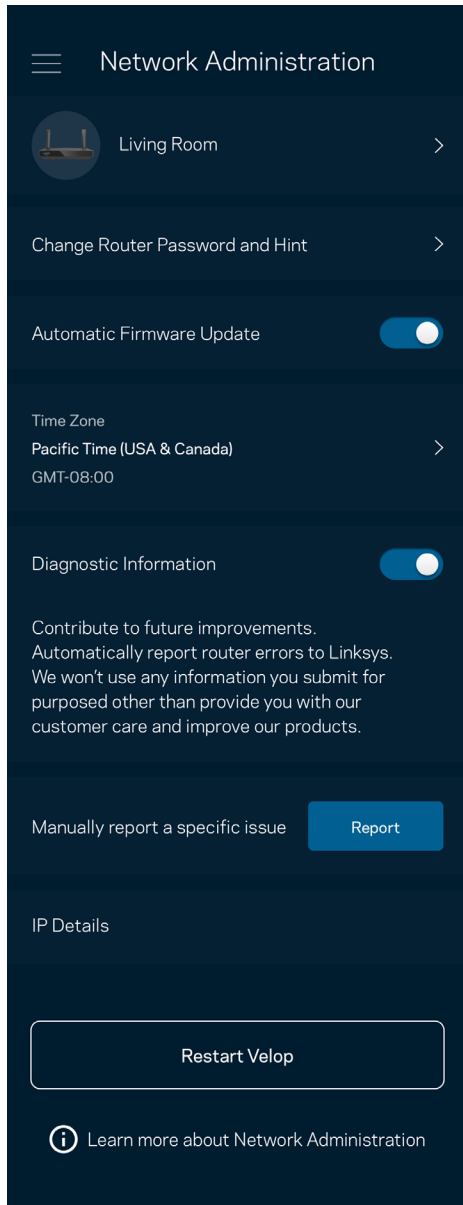 Network Administration
Living Room
Change Router Password and Hint
Automatic Firmware Update
Time Zone
Pacific Time (USA & Canada)
GMT-08:00
Diagnostic Information
Contribute to future improvements.
Automatically report router errors to Linksys.
We won't use any information you submit for
purposed other than provide you with our
customer care and improve our products.
Manually report a specific issue
Report
IP Details
Restart Velop
Learn more about Network Administration